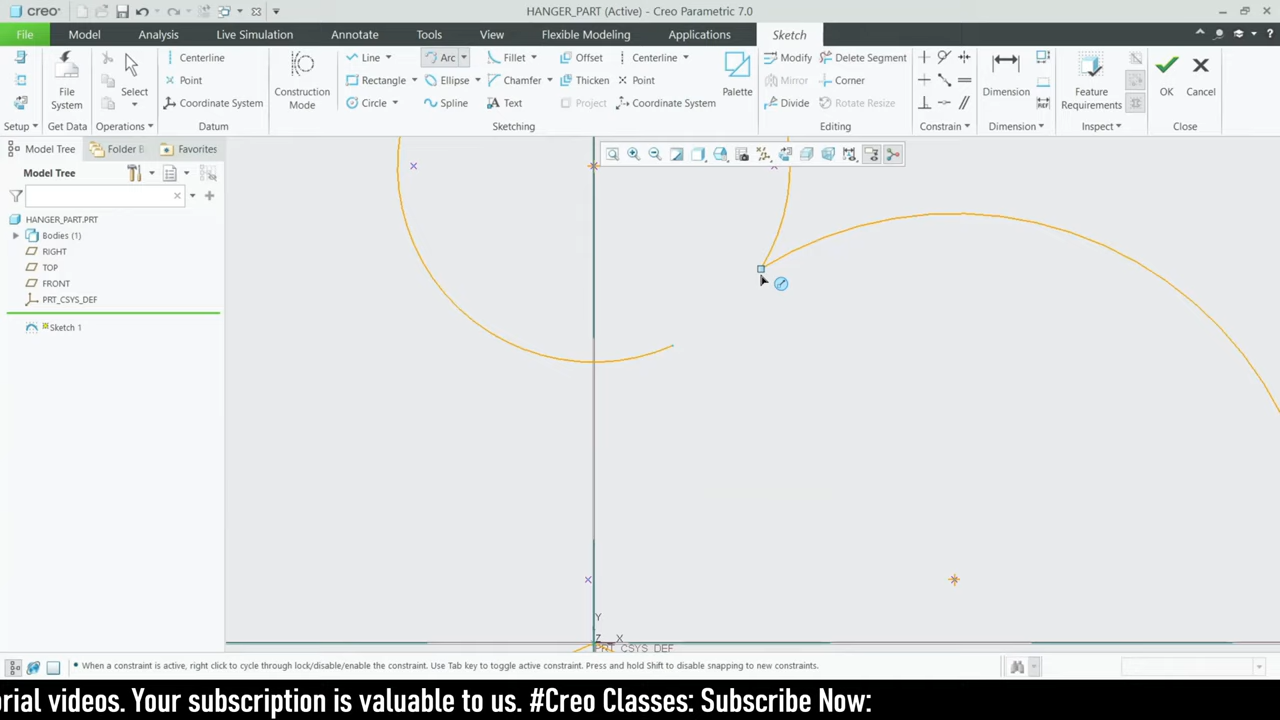 creo
HANGER_PART (Active) - Creo Parametric 7.0
File Model Analysis Live Simulation Annotate Tools View Flexible Modeling Applications Sketch
Setup
File System
Get Data
Select
Operations
Centerline
Point
Coordinate System
Datum
Construction Mode
Line Arc Fillet Offset Centerline
Rectangle Ellipse Chamfer Thicken Point
Circle Spline Text Project Coordinate System
Palette
Sketching
Modify Delete Segment
Mirror Corner
Divide Rotate Resize
Editing
Constrain
Dimension
Dimension
Feature Requirements
Inspect
OK Cancel
Close
Model Tree Folder B Favorites
Model Tree
HANGER_PART.PRT
Bodies (1)
RIGHT
TOP
FRONT
PRT_CSYS_DEF
Sketch 1
Y
Z X
PRT_CSYS_DEF
• When a constraint is active, right click to cycle through lock/disable/enable the constraint. Use Tab key to toggle active constraint. Press and hold Shift to disable snapping to new constraints.
orial videos. Your subscription is valuable to us. #Creo Classes: Subscribe Now: